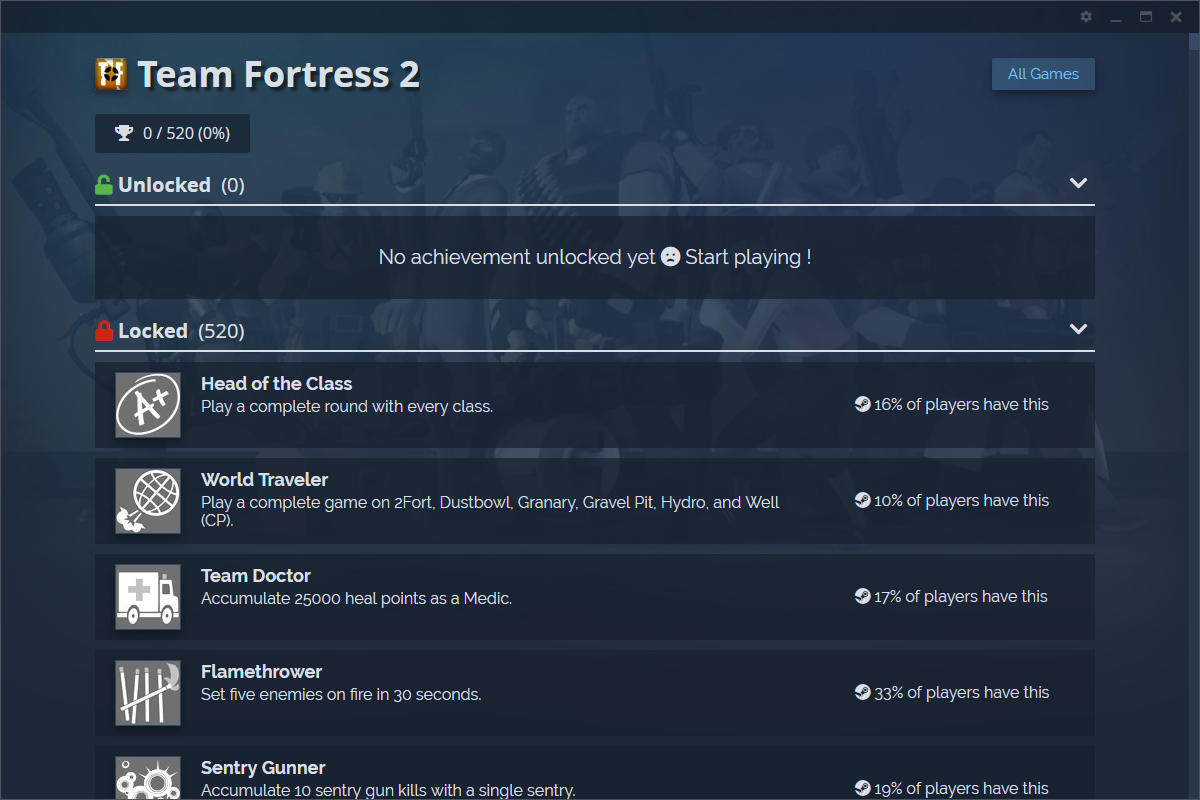 Team Fortress 2
All Games
0 / 520 (0%)
Unlocked (0)
No achievement unlocked yet Start playing !
Locked (520)
Head of the Class
Play a complete round with every class.
16% of players have this
World Traveler
Play a complete game on 2Fort, Dustbowl, Granary, Gravel Pit, Hydro, and Well
(CP).
10% of players have this
Team Doctor
Accumulate 25000 heal points as a Medic.
17% of players have this
Flamethrower
Set five enemies on fire in 30 seconds.
33% of players have this
Sentry Gunner
Accumulate 10 sentry gun kills with a single sentry.
19% of players have this